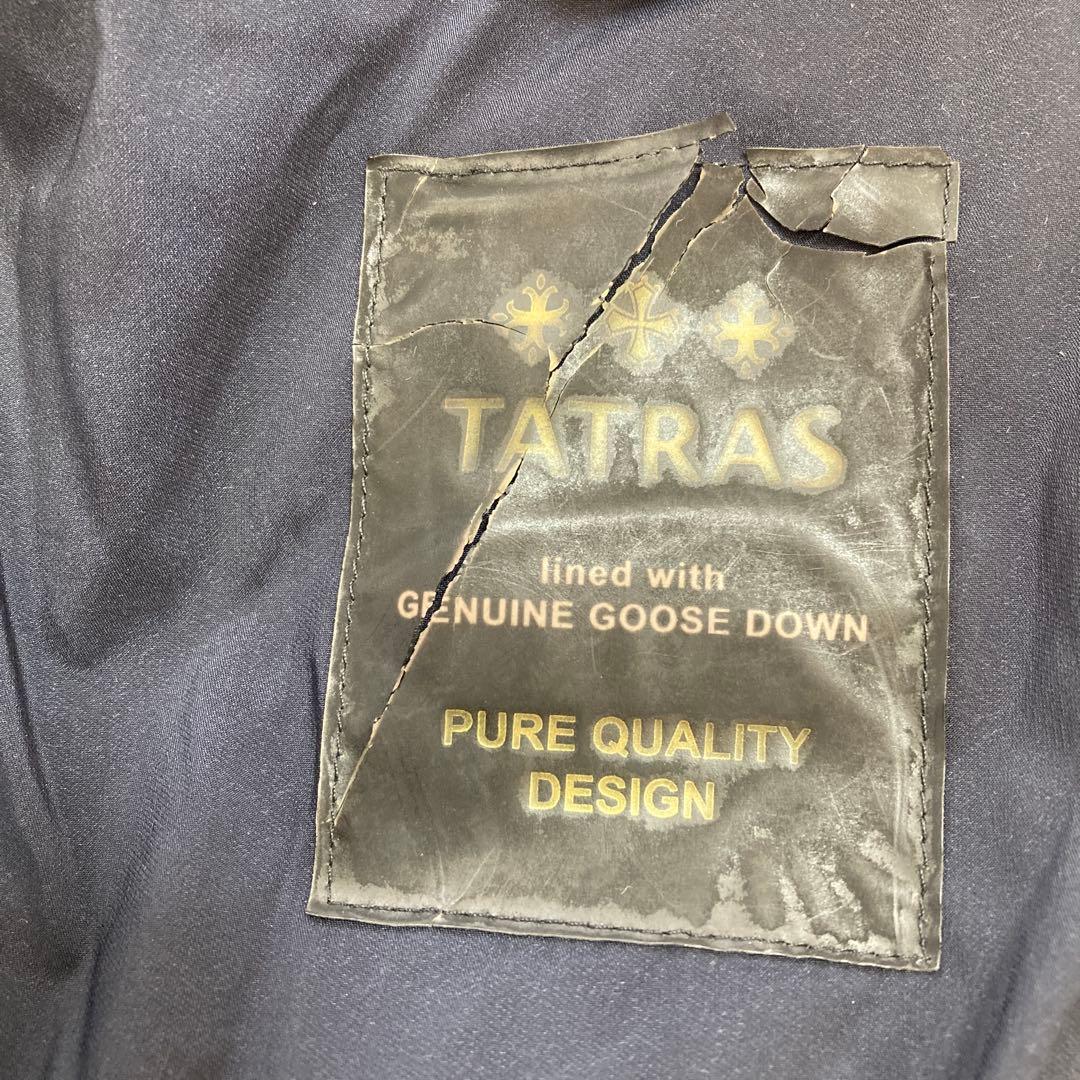 TATRAS
lined with
GENUINE GOOSE DOWN
PURE QUALITY
DESIGN